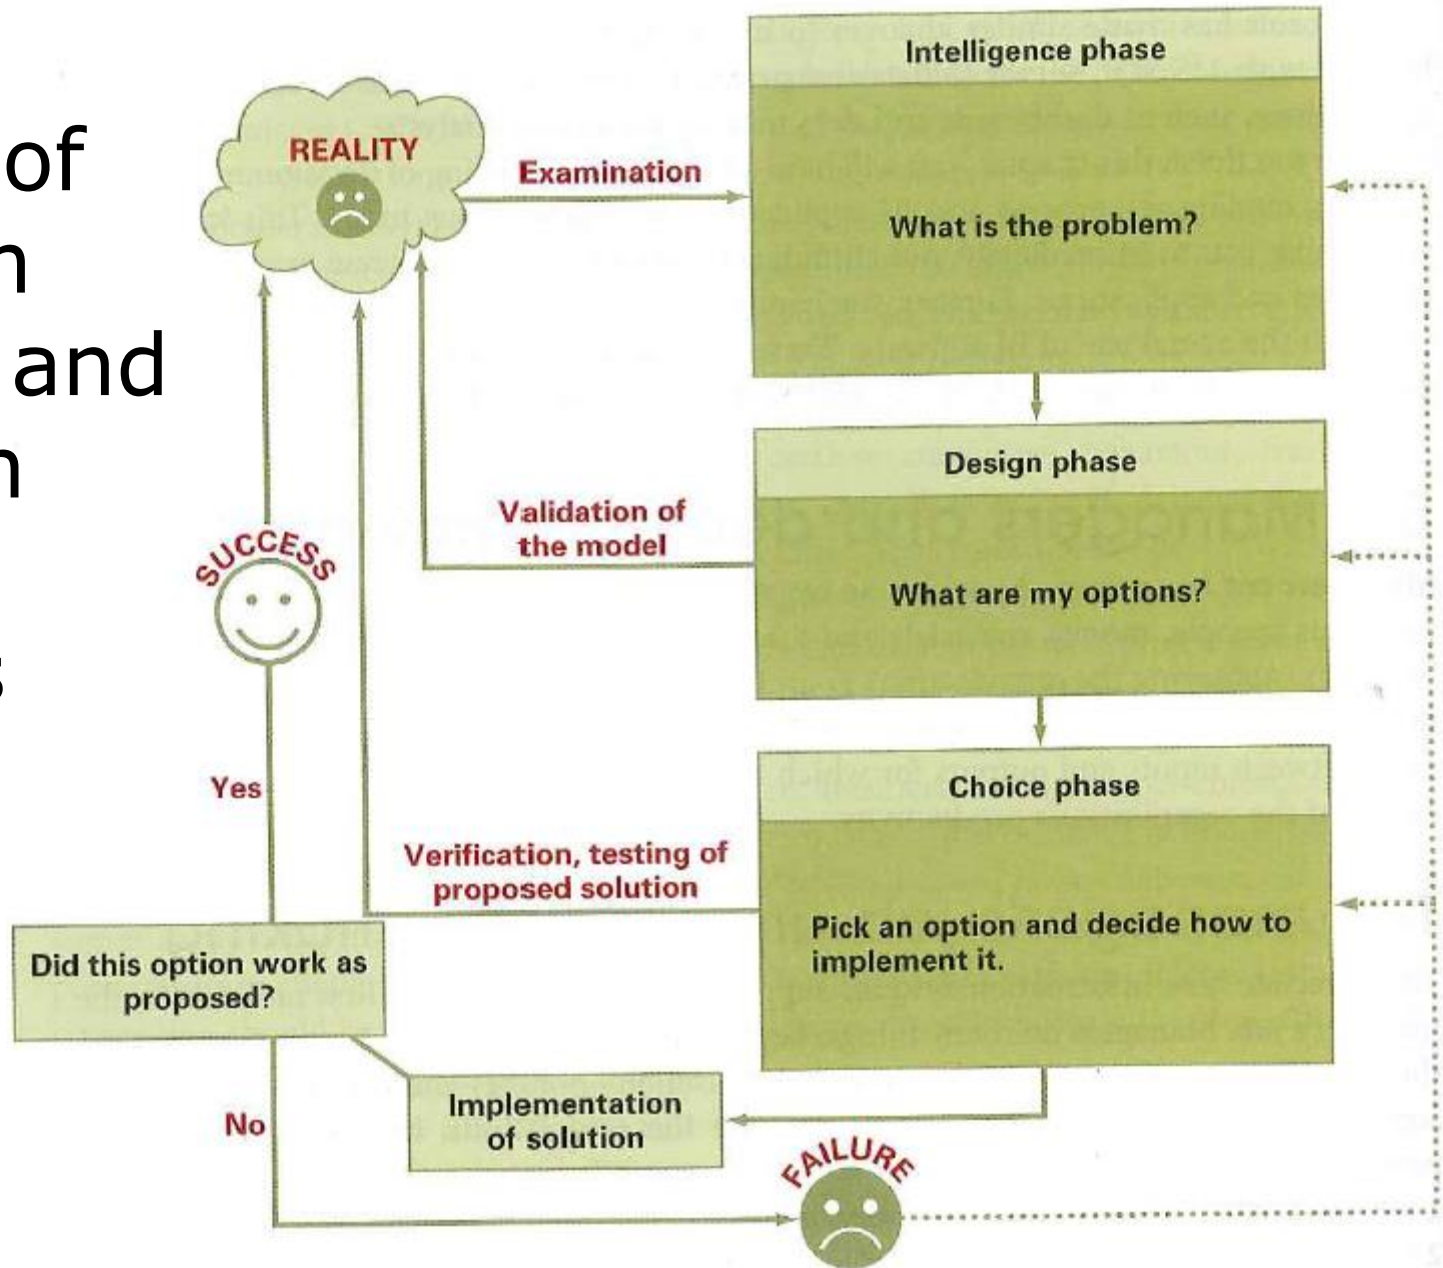 of
n
and
n
s
REALITY
Examination
Intelligence phase
What is the problem?
Design phase
What are my options?
Validation of
the model
SUCCESS
Yes
Choice phase
Pick an option and decide how to
implement it.
Verification, testing of
proposed solution
Did this option work as
proposed?
Implementation
of solution
No
FAILURE